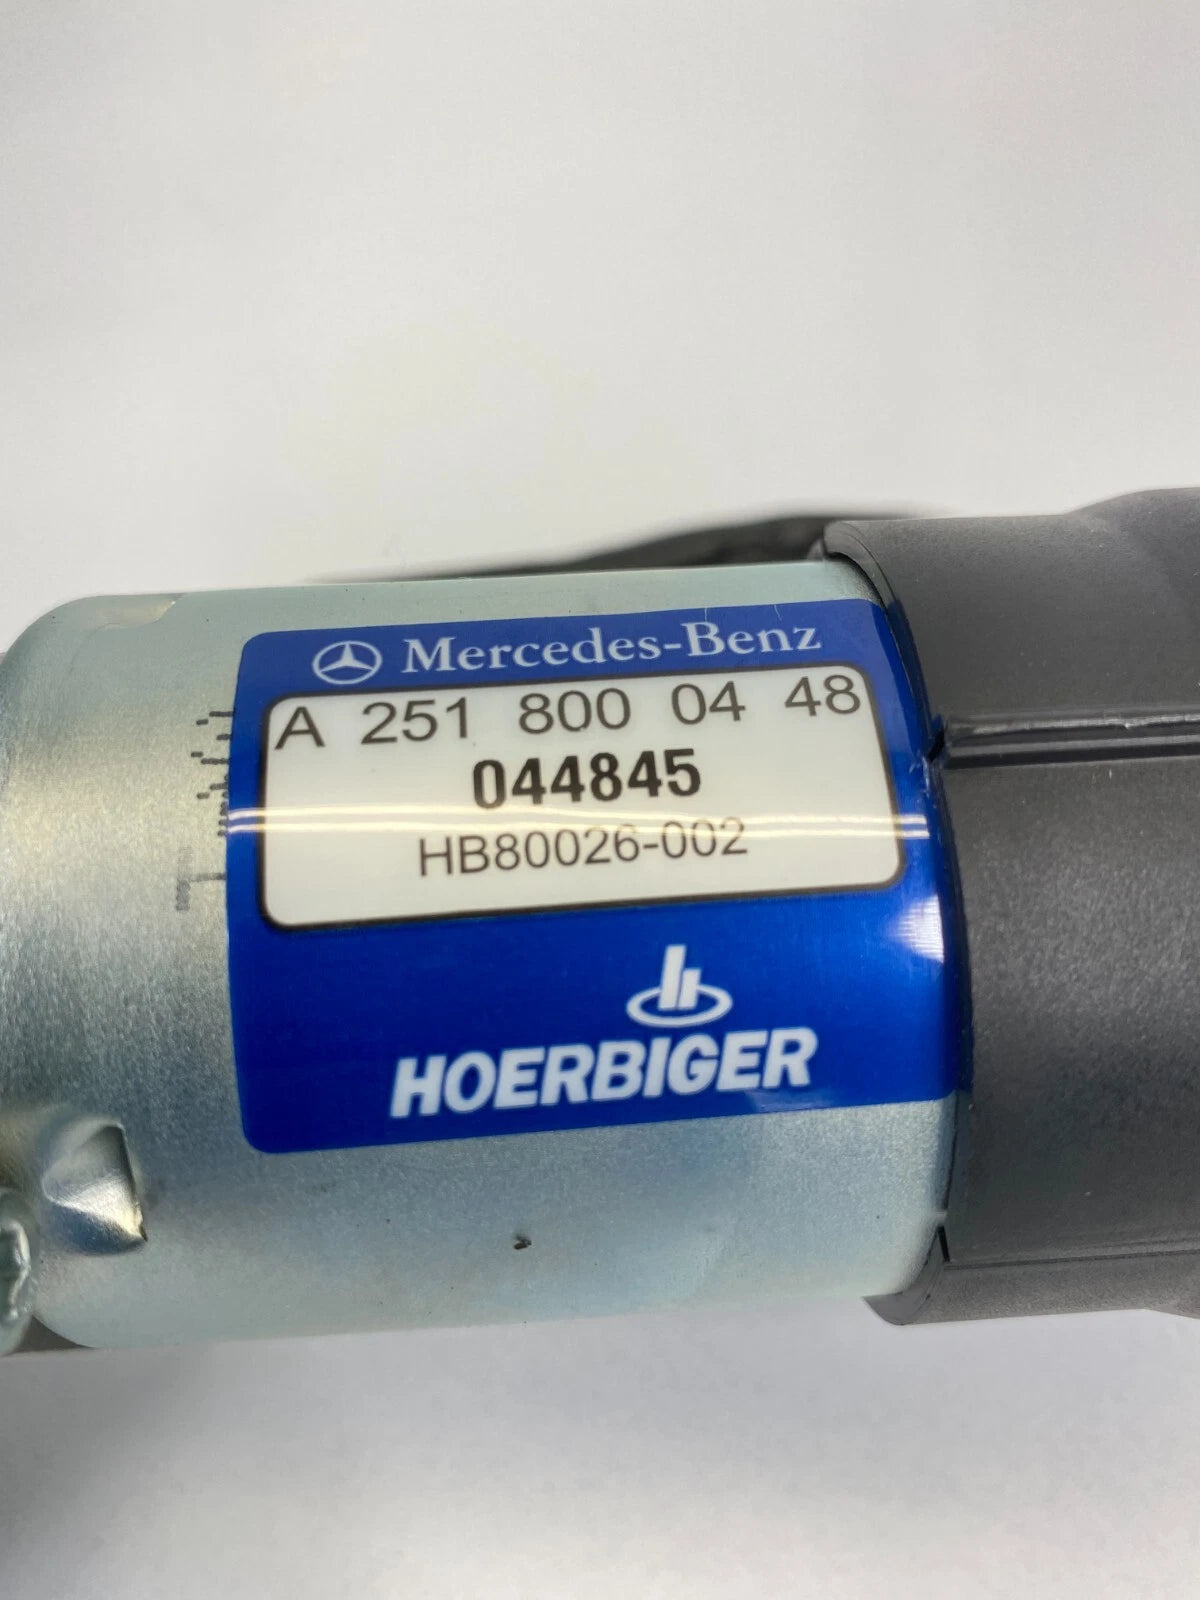 Mercedes-Benz
A 251 800 04 48
044845
HB80026-002
HOERBIGER